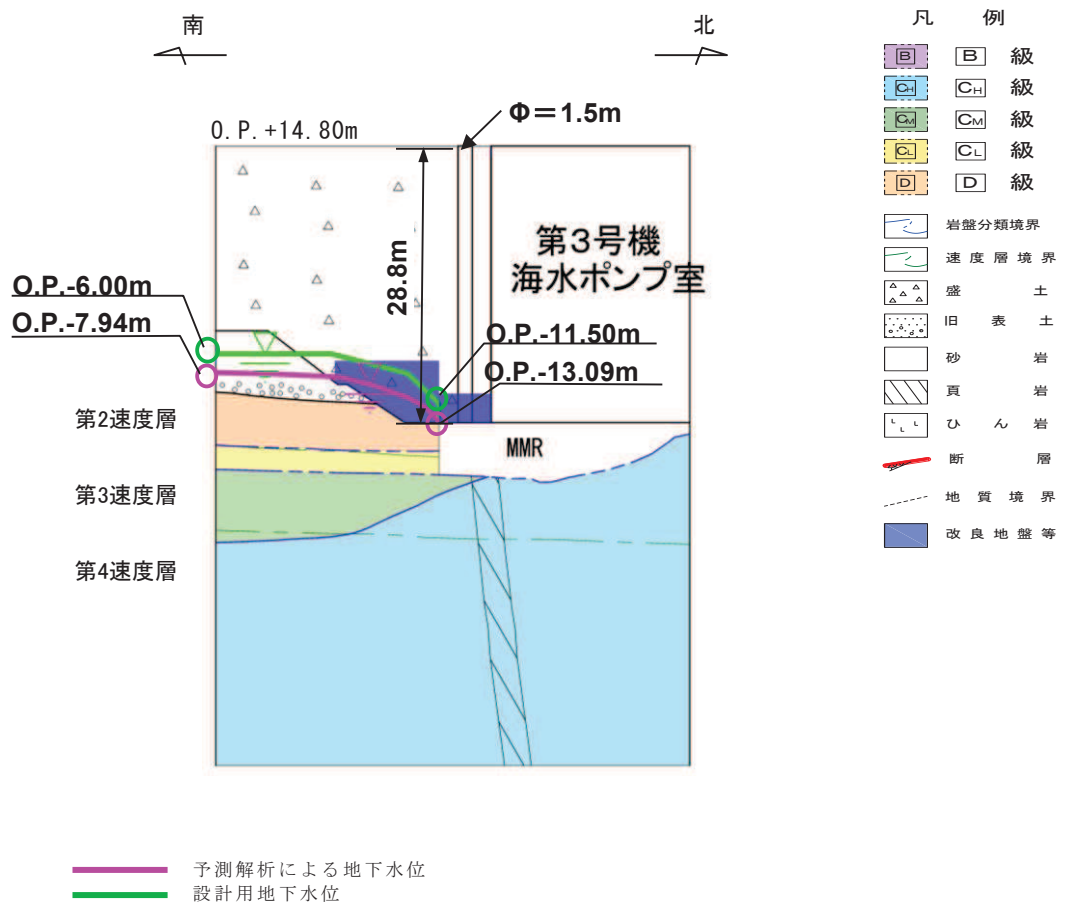 南
北
O.P.+14.80m
Φ＝1.5m
28.8m
第3号機
海水ポンプ室
O.P.-6.00m
O.P.-7.94m
O.P.-11.50m
O.P.-13.09m
第2速度層
MMR
第3速度層
第4速度層
予測解析による地下水位
設計用地下水位
凡 例
B B 級
CH CH 級
CM CM 級
CL CL 級
D D 級
岩盤分類境界
速度層境界
盛土
旧表土
砂岩
頁岩
ひん岩
断層
地質境界
改良地盤等